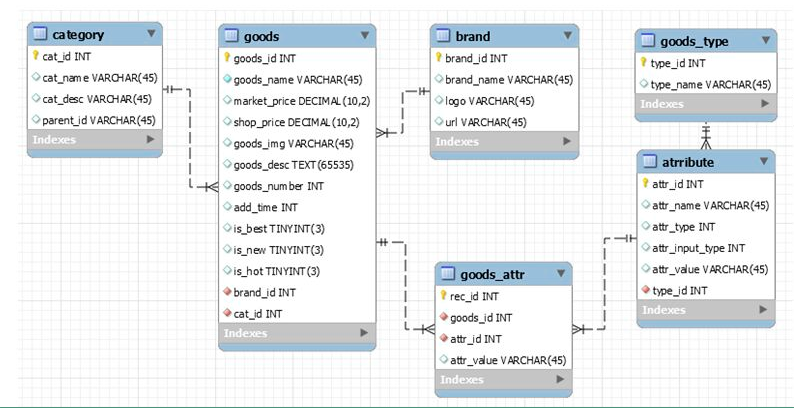 category
cat_id INT
cat_name VARCHAR(45)
cat_desc VARCHAR(45)
parent_id VARCHAR(45)
Indexes
goods
goods_id INT
goods_name VARCHAR(45)
market_price DECIMAL(10,2)
shop_price DECIMAL(10,2)
goods_img VARCHAR(45)
goods_desc TEXT(65535)
goods_number INT
add_time INT
is_best TINYINT(3)
is_new TINYINT(3)
is_hot TINYINT(3)
brand_id INT
cat_id INT
Indexes
brand
brand_id INT
brand_name VARCHAR(45)
logo VARCHAR(45)
url VARCHAR(45)
Indexes
goods_type
type_id INT
type_name VARCHAR(45)
Indexes
atrribute
attr_id INT
attr_name VARCHAR(45)
attr_type INT
attr_input_type INT
attr_value VARCHAR(45)
type_id INT
Indexes
goods_attr
rec_id INT
goods_id INT
attr_id INT
attr_value VARCHAR(45)
Indexes